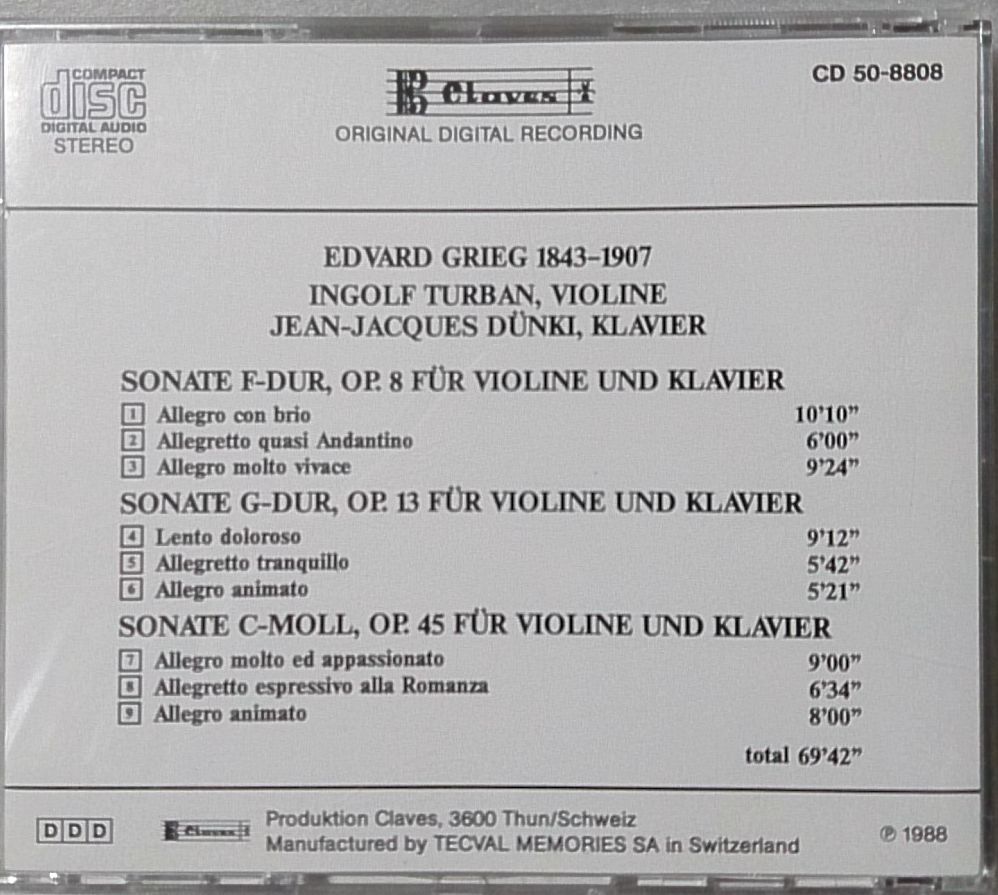 COMPACT
disc
DIGITAL AUDIO
STEREO
Claves
ORIGINAL DIGITAL RECORDING
CD 50-8808
EDVARD GRIEG 1843–1907
INGOLF TURBAN, VIOLINE
JEAN-JACQUES DÜNKI, KLAVIER
SONATE F-DUR, OP. 8 FÜR VIOLINE UND KLAVIER
1 Allegro con brio 10’10”
2 Allegretto quasi Andantino 6’00”
3 Allegro molto vivace 9’24”
SONATE G-DUR, OP. 13 FÜR VIOLINE UND KLAVIER
4 Lento doloroso 9’12”
5 Allegretto tranquillo 5’42”
6 Allegro animato 5’21”
SONATE C-MOLL, OP. 45 FÜR VIOLINE UND KLAVIER
7 Allegro molto ed appassionato 9’00”
8 Allegretto espressivo alla Romanza 6’34”
9 Allegro animato 8’00”
total 69’42”
D D D
Claves
Produktion Claves, 3600 Thun/Schweiz
Manufactured by TECVAL MEMORIES SA in Switzerland
℗ 1988